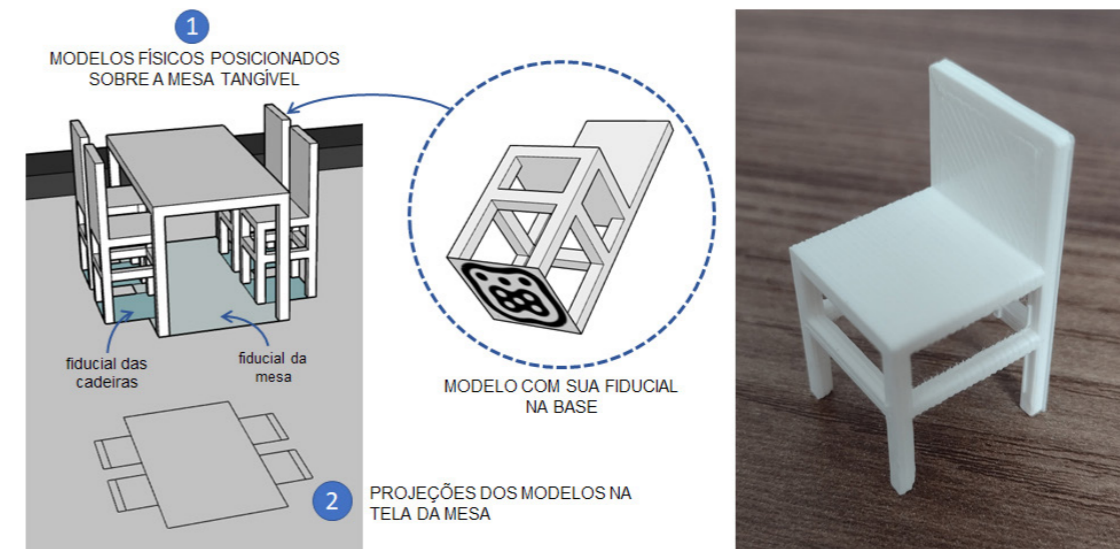 1
MODELOS FÍSICOS POSICIONADOS
SOBRE A MESA TANGÍVEL
fiducial das
cadeiras
fiducial da
mesa
MODELO COM SUA FIDUCIAL
NA BASE
2
PROJEÇÕES DOS MODELOS NA
TELA DA MESA